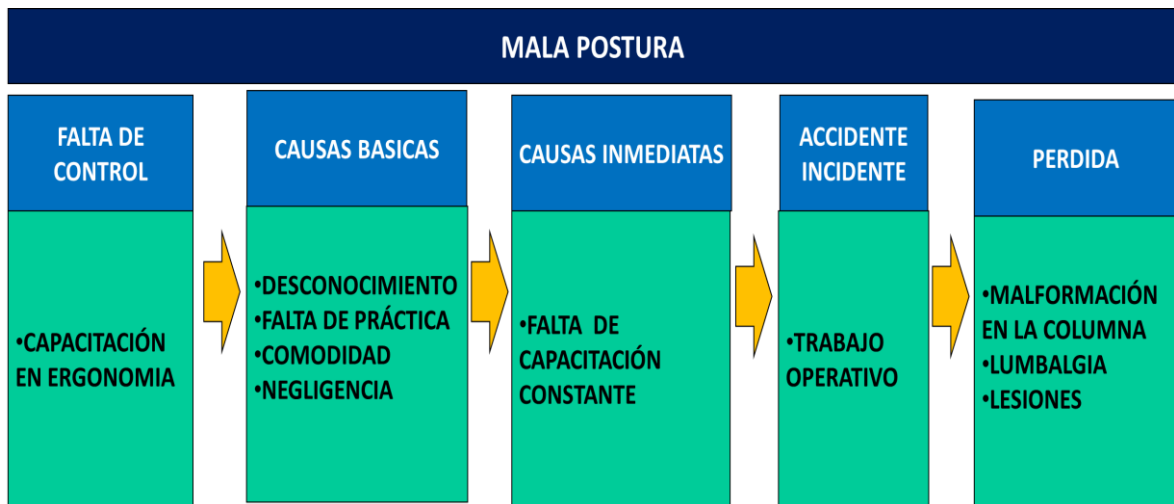 MALA POSTURA
FALTA DE
CONTROL
•CAPACITACIÓN
EN ERGONOMIA
CAUSAS BASICAS
•DESCONOCIMIENTO
•FALTA DE PRÁCTICA
•COMODIDAD
•NEGLIGENCIA
CAUSAS INMEDIATAS
•FALTA DE
CAPACITACIÓN
CONSTANTE
ACCIDENTE
INCIDENTE
•TRABAJO
OPERATIVO
PERDIDA
•MALFORMACIÓN
EN LA COLUMNA
•LUMBALGIA
•LESIONES